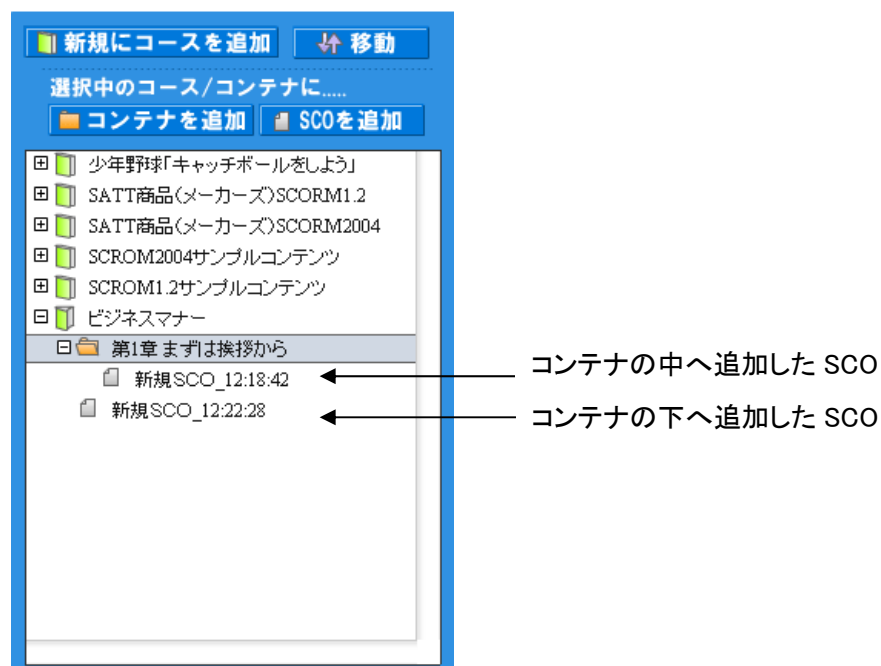 新規にコースを追加 移動
選択中のコース/コンテナに.....
コンテナを追加 SCOを追加
少年野球「キャッチボールをしよう」
SATT商品(メーカーズ)SCORM1.2
SATT商品(メーカーズ)SCORM2004
SCROM2004サンプルコンテンツ
SCROM1.2サンプルコンテンツ
ビジネスマナー
第1章 まずは挨拶から
新規SCO_12:18:42
コンテナの中へ追加した SCO
新規SCO_12:22:28
コンテナの下へ追加した SCO